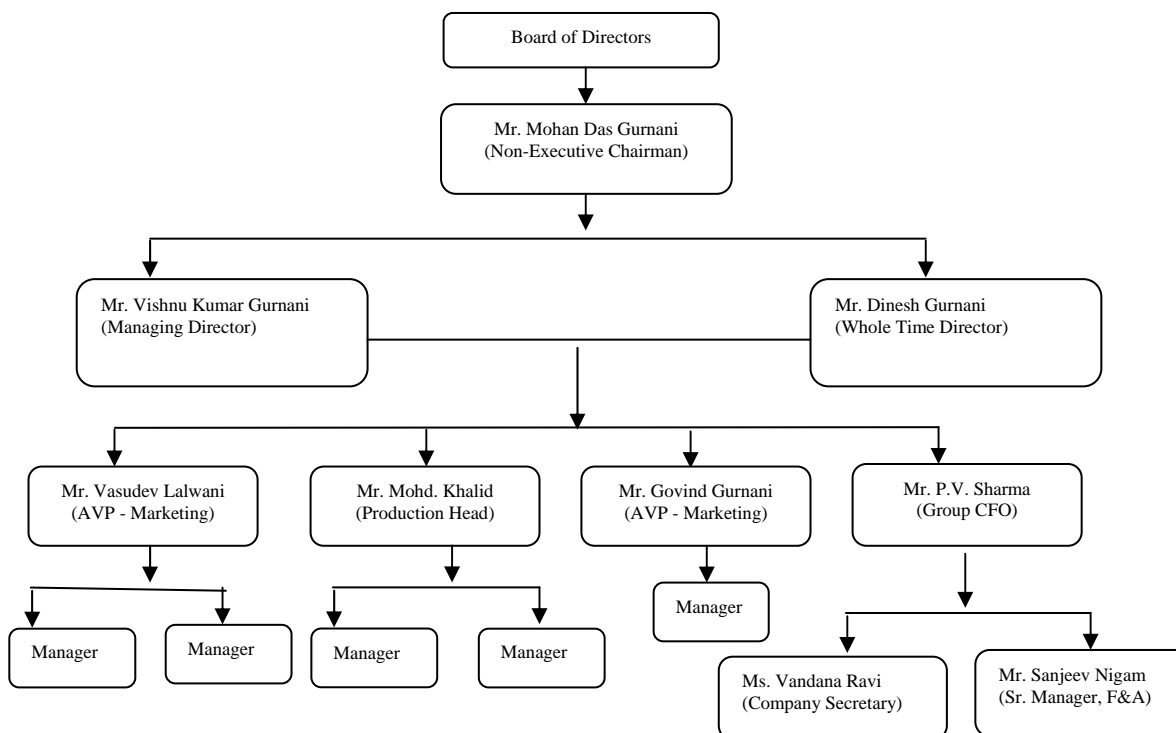 Board of Directors
Mr. Mohan Das Gurnani
(Non-Executive Chairman)
Mr. Vishnu Kumar Gurnani
(Managing Director)
Mr. Dinesh Gurnani
(Whole Time Director)
Mr. Vasudev Lalwani
(AVP - Marketing)
Mr. Mohd. Khalid
(Production Head)
Mr. Govind Gurnani
(AVP - Marketing)
Mr. P.V. Sharma
(Group CFO)
Manager
Manager
Manager
Manager
Manager
Ms. Vandana Ravi
(Company Secretary)
Mr. Sanjeev Nigam
(Sr. Manager, F&A)